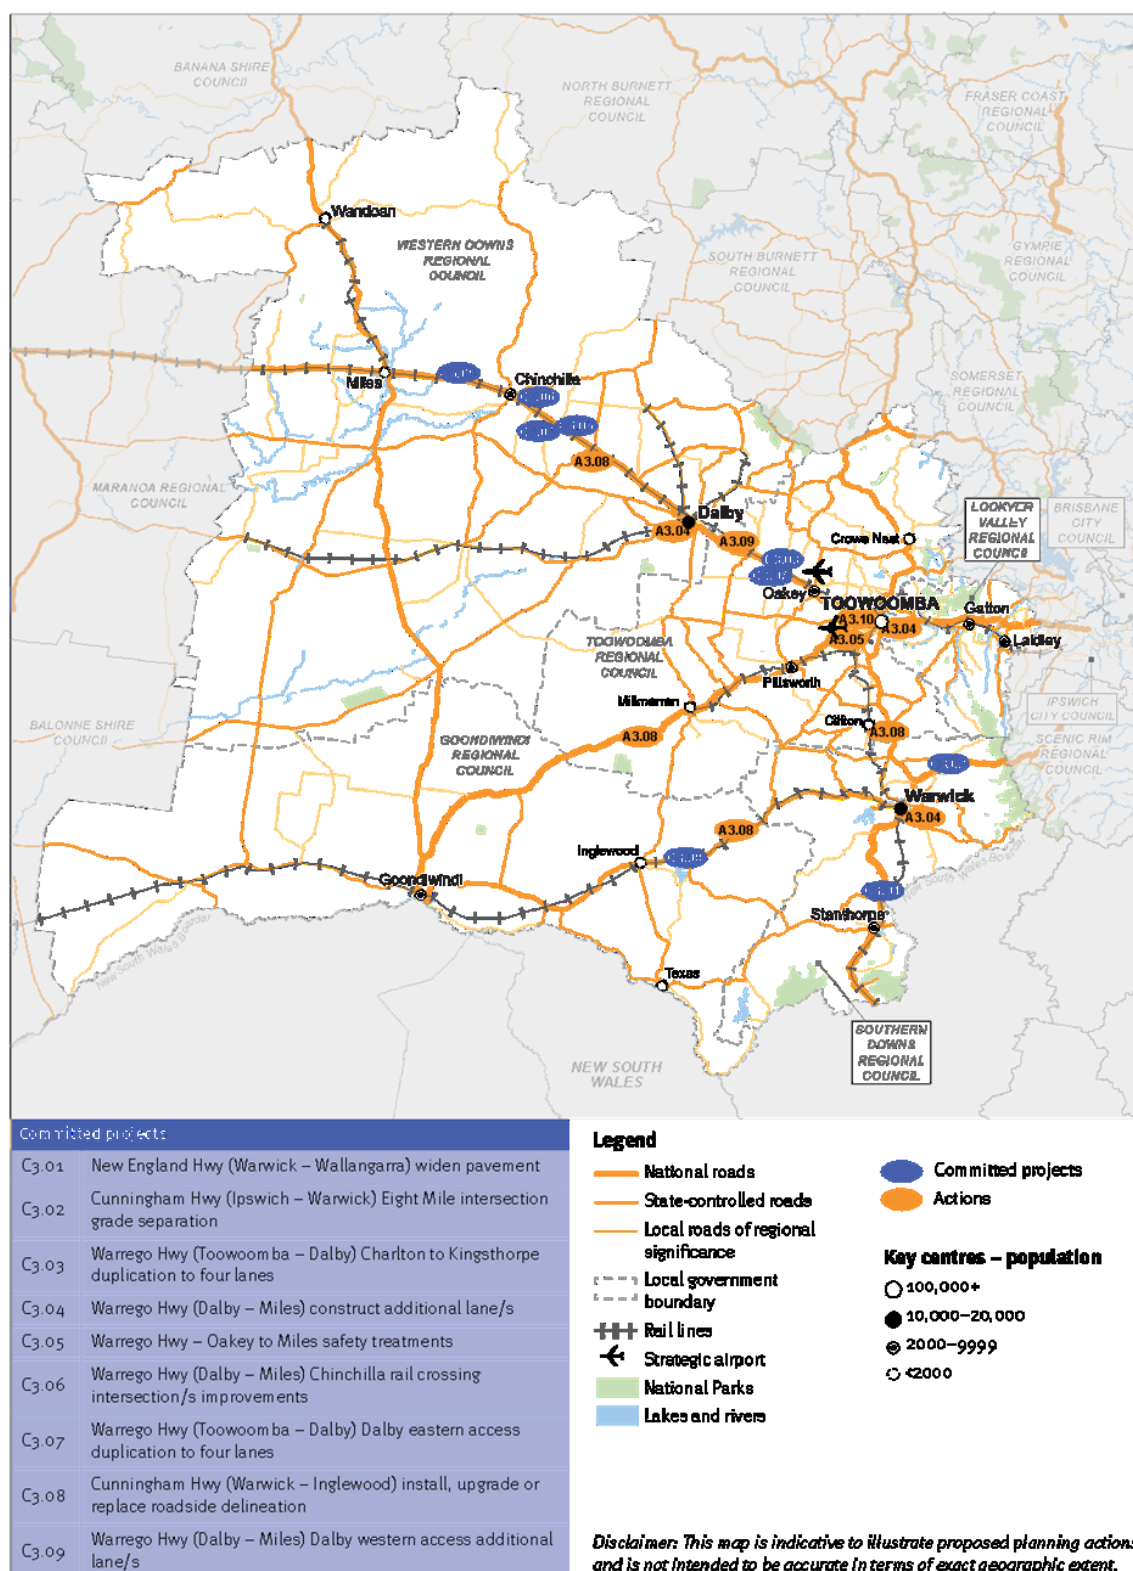 BANANA SHIRE
COUNCIL
NORTH BURNETT
REGIONAL
COUNCIL
FRASER COAST
REGIONAL
COUNCIL
Wandoan
WESTERN DOWNS
REGIONAL
COUNCIL
SOUTH BURNETT
REGIONAL
COUNCIL
GYMPIE
REGIONAL
COUNCIL
Miles
Chinchilla
SOMERSET
REGIONAL
COUNCIL
A3.08
MARANOA REGIONAL
COUNCIL
Dalby
A3.04
A3.09
LOCKYER
VALLEY
REGIONAL
COUNCIL
BRISBANE
CITY
COUNCIL
Crows Nest
Oakey
TOOWOOMBA
Gatton
A3.10
A3.04
A3.05
Laidley
TOOWOOMBA
REGIONAL
COUNCIL
Pittsworth
Millmerran
IPSWICH
CITY COUNCIL
BALONNE SHIRE
COUNCIL
Clifton
A3.08
A3.08
GOONDIWINDI
REGIONAL
COUNCIL
SCENIC RIM
REGIONAL
COUNCIL
Warwick
A3.04
A3.08
Inglewood
Goondiwindi
New South Wales Border
Stanthorpe
New South Wales Border
Texas
SOUTHERN
DOWNS
REGIONAL
COUNCIL
NEW SOUTH
WALES
Committed projects
C3.01 New England Hwy (Warwick – Wallangarra) widen pavement
C3.02 Cunningham Hwy (Ipswich – Warwick) Eight Mile intersection
grade separation
C3.03 Warrego Hwy (Toowoomba – Dalby) Charlton to Kingsthorpe
duplication to four lanes
C3.04 Warrego Hwy (Dalby – Miles) construct additional lane/s
C3.05 Warrego Hwy – Oakey to Miles safety treatments
C3.06 Warrego Hwy (Dalby – Miles) Chinchilla rail crossing
intersection/s improvements
C3.07 Warrego Hwy (Toowoomba – Dalby) Dalby eastern access
duplication to four lanes
C3.08 Cunningham Hwy (Warwick – Inglewood) install, upgrade or
replace roadside delineation
C3.09 Warrego Hwy (Dalby – Miles) Dalby western access additional
lane/s
Legend
National roads
State-controlled roads
Local roads of regional
significance
Local government
boundary
Rail lines
Strategic airport
National Parks
Lakes and rivers
Committed projects
Actions
Key centres – population
100,000+
10,000–20,000
2000–9999
<2000
Disclaimer: This map is indicative to illustrate proposed planning actions
and is not intended to be accurate in terms of exact geographic extent.